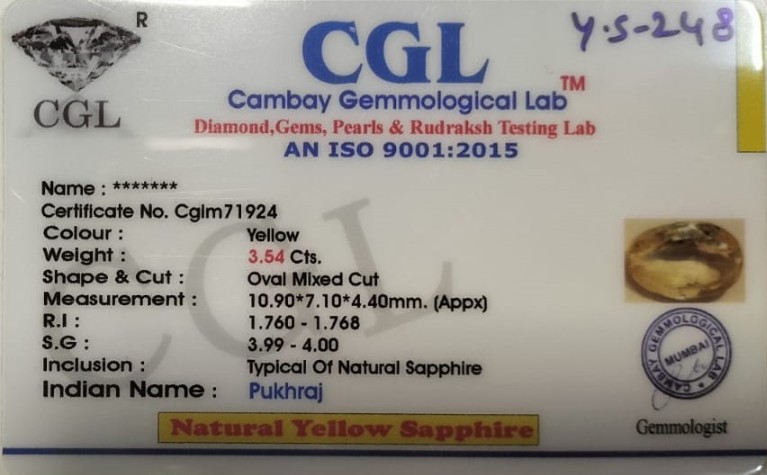 R
CGL
Y.S-248
CGL
Cambay Gemmological Lab TM
Diamond,Gems, Pearls & Rudraksh Testing Lab
AN ISO 9001:2015
Name : *******
Certificate No. Cglm71924
Colour : Yellow
Weight : 3.54 Cts.
Shape & Cut : Oval Mixed Cut
Measurement : 10.90*7.10*4.40mm. (Appx)
R.I : 1.760 - 1.768
S.G : 3.99 - 4.00
Inclusion : Typical Of Natural Sapphire
Indian Name : Pukhraj
Natural Yellow Sapphire
CGL
CAMBAY GEMMOLOGICAL LAB
MUMBAI
Gemmologist